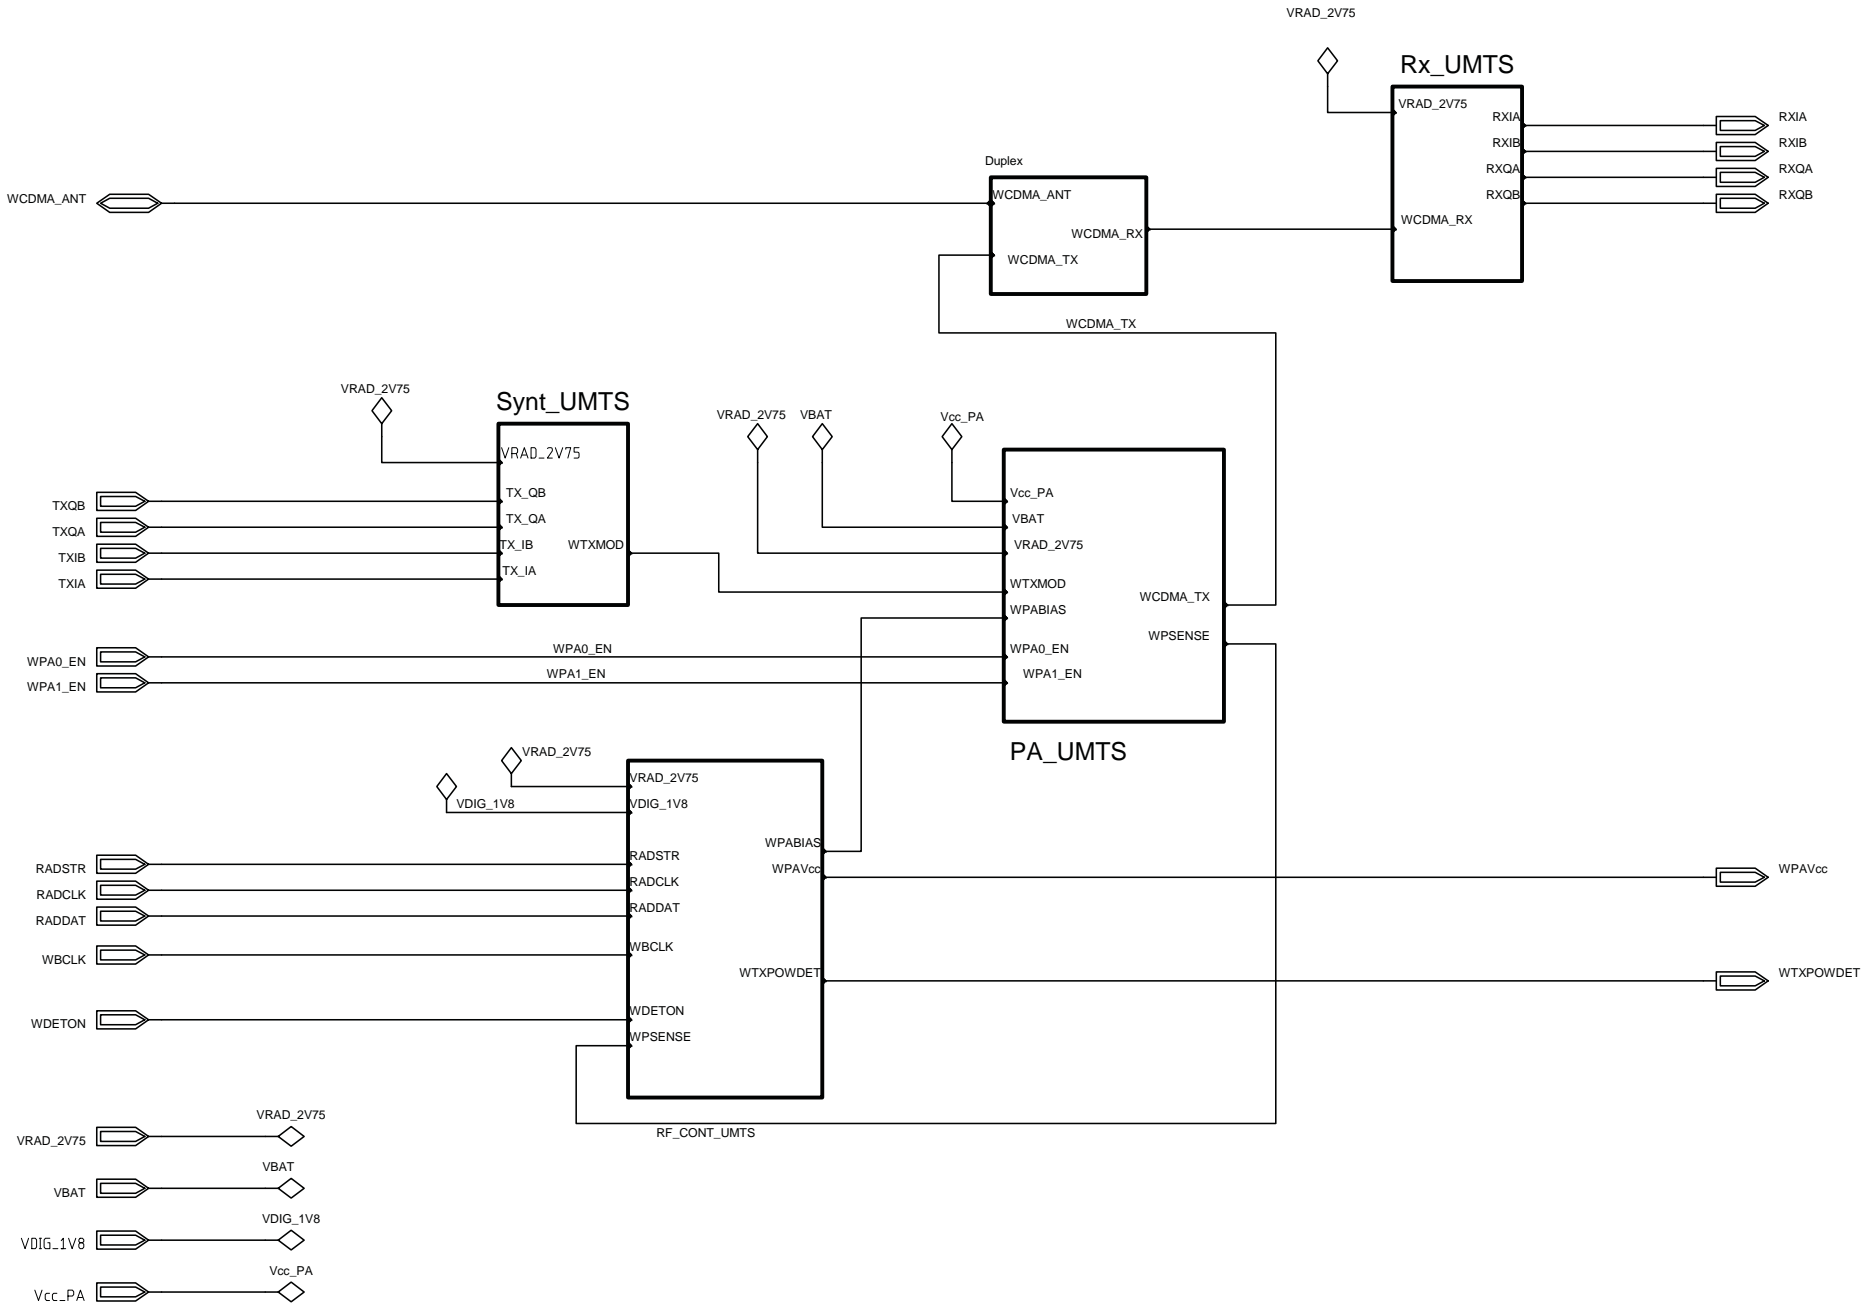 VRAD_2V75
Rx_UMTS
VRAD_2V75
RXIA
RXIA
RXIB
RXIB
RXQA
RXQA
RXQB
RXQB
WCDMA_RX
Duplex
WCDMA_ANT
WCDMA_ANT
WCDMA_RX
WCDMA_TX
WCDMA_TX
VRAD_2V75
Synt_UMTS
VRAD_2V75
TXQB
TX_QB
TXQA
TX_QA
TXIB
TX_IB
WTXMOD
TXIA
TX_IA
VRAD_2V75
VBAT
Vcc_PA
Vcc_PA
VBAT
VRAD_2V75
WTXMOD
WCDMA_TX
WPABIAS
WPSENSE
WPA0_EN
WPA0_EN
WPA0_EN
WPA1_EN
WPA1_EN
WPA1_EN
PA_UMTS
VRAD_2V75
VRAD_2V75
VDIG_1V8
VDIG_1V8
WPABIAS
RADSTR
RADSTR
WPAVcc
WPAVcc
RADCLK
RADCLK
RADDAT
RADDAT
WBCLK
WBCLK
WTXPOWDET
WTXPOWDET
WDETON
WDETON
WPSENSE
RF_CONT_UMTS
VRAD_2V75
VRAD_2V75
VBAT
VBAT
VDIG_1V8
VDIG_1V8
Vcc_PA
Vcc_PA